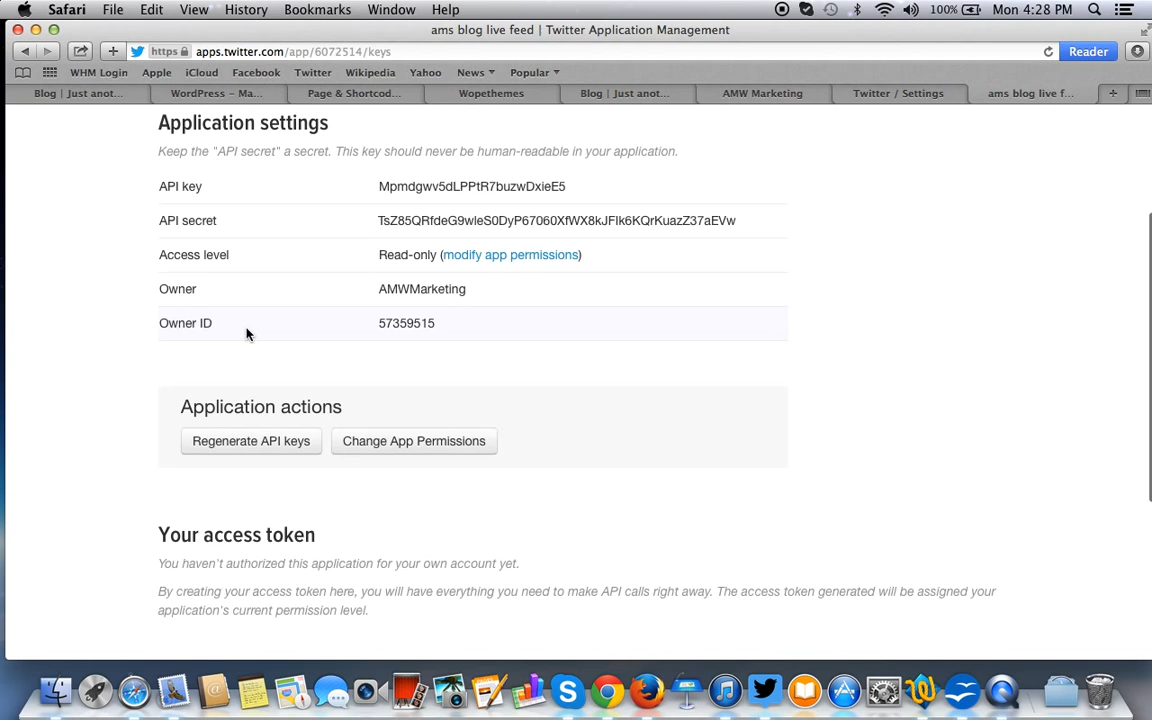 Safari File Edit View History Bookmarks Window Help 100% Mon 4:28 PM
ams blog live feed | Twitter Application Management
https apps.twitter.com/app/6072514/keys Reader
WHM Login Apple iCloud Facebook Twitter Wikipedia Yahoo News Popular
Blog | Just anot... WordPress – Ma... Page & Shortcod... Wopethemes Blog | Just anot... AMW Marketing Twitter / Settings ams blog live f...
Application settings
Keep the "API secret" a secret. This key should never be human-readable in your application.
API key Mpmdgwv5dLPPtR7buzwDxieE5
API secret TsZ85QRfdeG9wleS0DyP67060XfWX8kJFlk6KQrKuazZ37aEVw
Access level Read-only (modify app permissions)
Owner AMWMarketing
Owner ID 57359515
Application actions
Regenerate API keys Change App Permissions
Your access token
You haven't authorized this application for your own account yet.
By creating your access token here, you will have everything you need to make API calls right away. The access token generated will be assigned your
application's current permission level.